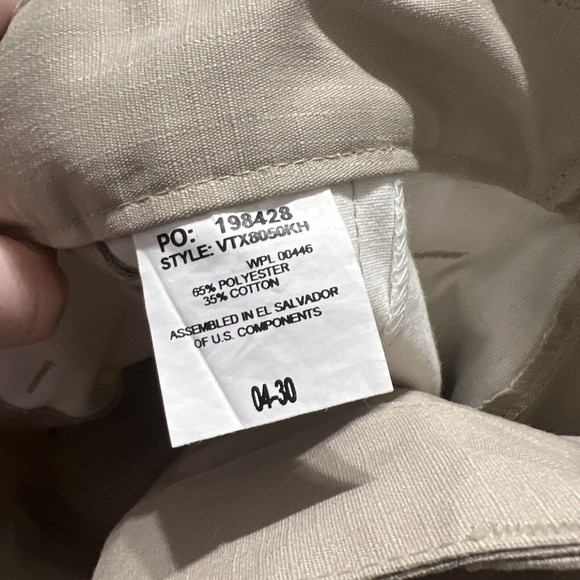 PO: 198428
STYLE: VTX8050KH
WPL 00446
65% POLYESTER
35% COTTON
ASSEMBLED IN EL SALVADOR
OF U.S. COMPONENTS
04-30